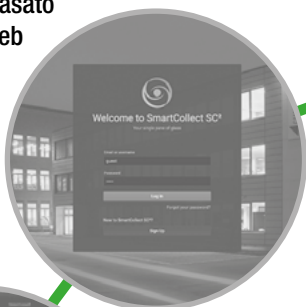 asato
eb
Welcome to SmartCollect SC²
Your single pane of glass
Email or username
guest
Password
Log in
Forgot your password?
New to SmartCollect SC²?
Sign Up